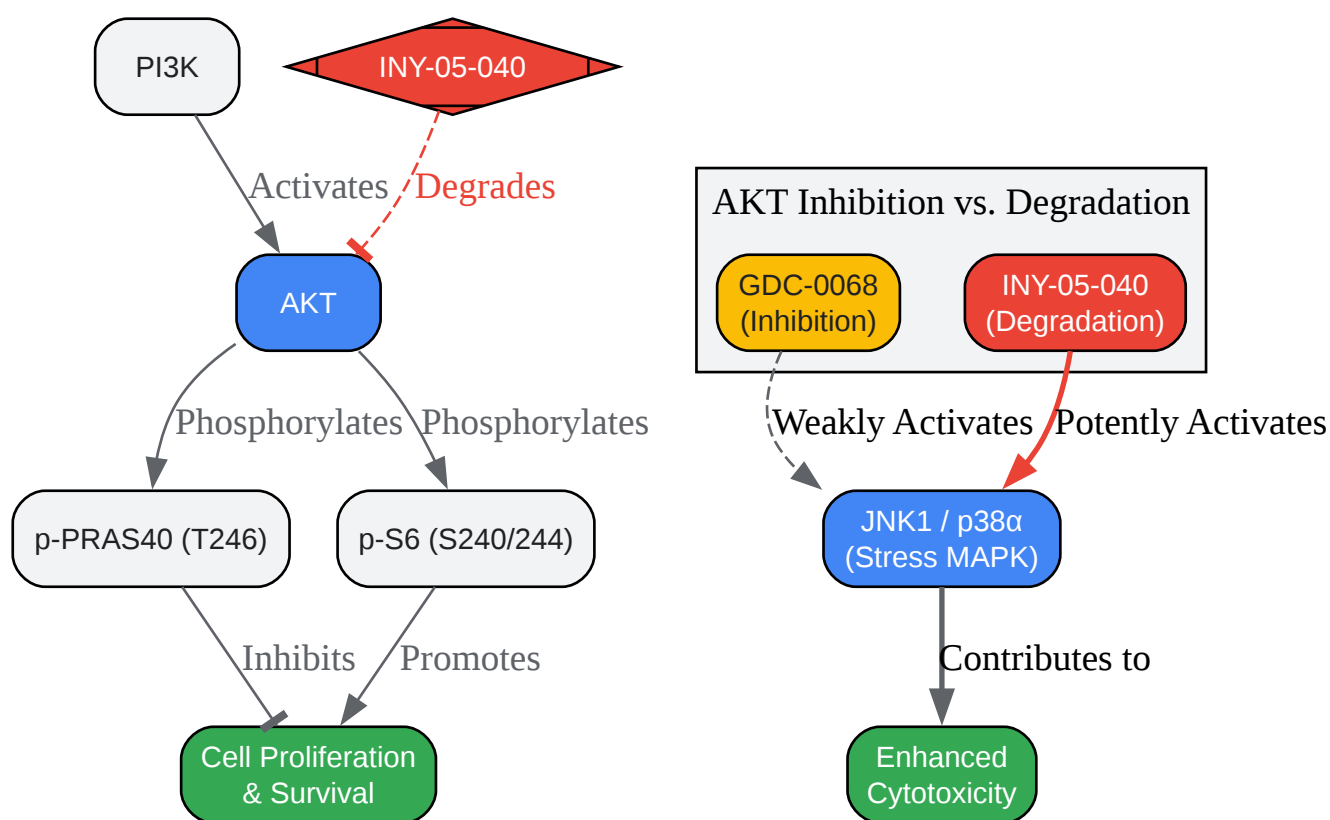 PI3K
INY-05-040
Activates
Degrades
AKT
Phosphorylates
Phosphorylates
p-PRAS40 (T246)
p-S6 (S240/244)
Inhibits
Promotes
Cell Proliferation
& Survival
AKT Inhibition vs. Degradation
GDC-0068
(Inhibition)
INY-05-040
(Degradation)
Weakly Activates
Potently Activates
JNK1 / p38α
(Stress MAPK)
Contributes to
Enhanced
Cytotoxicity